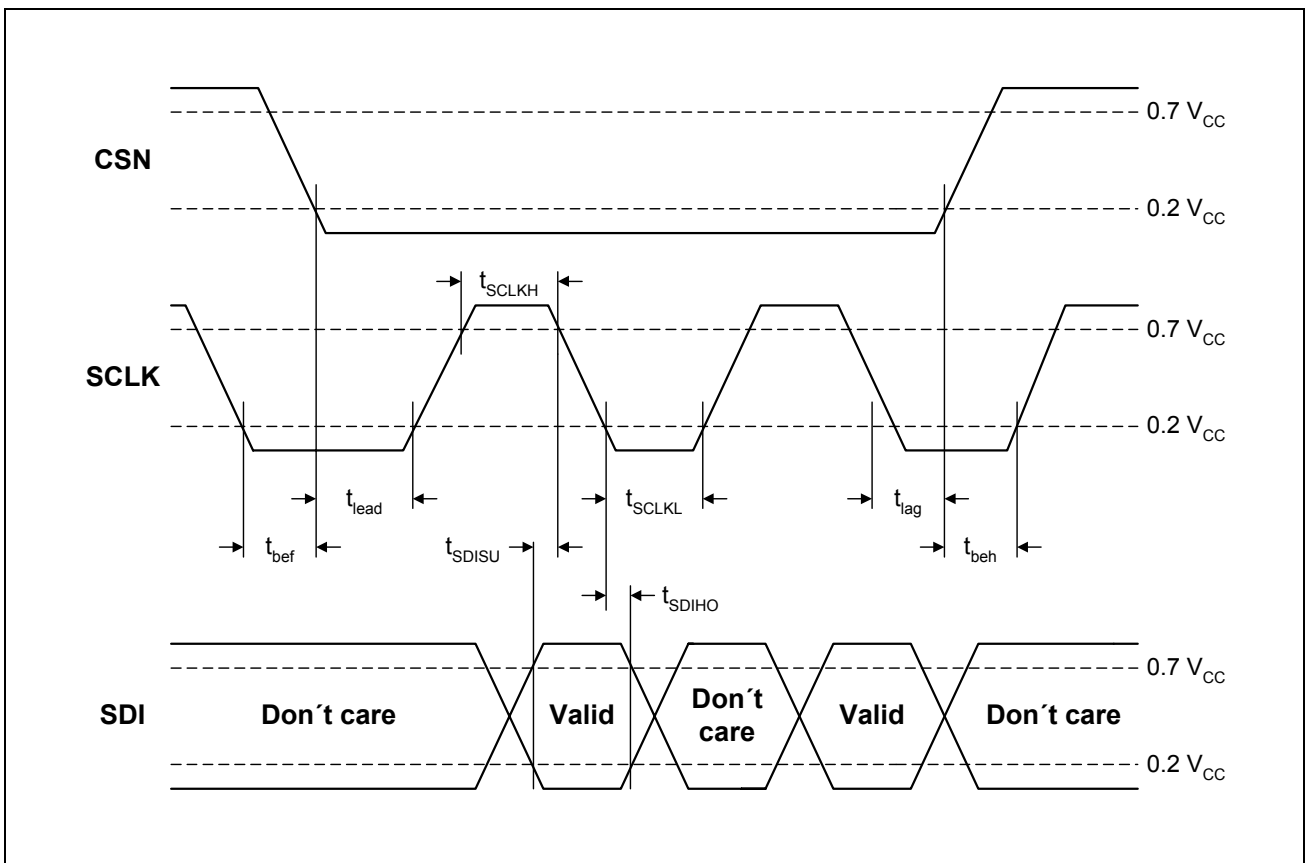 0.7 VCC
CSN
0.2 VCC
tSCLKH
0.7 VCC
SCLK
0.2 VCC
tlead
tSCLKL
tlag
tbef
tSDISU
tbeh
tSDIHO
0.7 VCC
SDI
Don´t care
Valid
Don´t
care
Valid
Don´t care
0.2 VCC